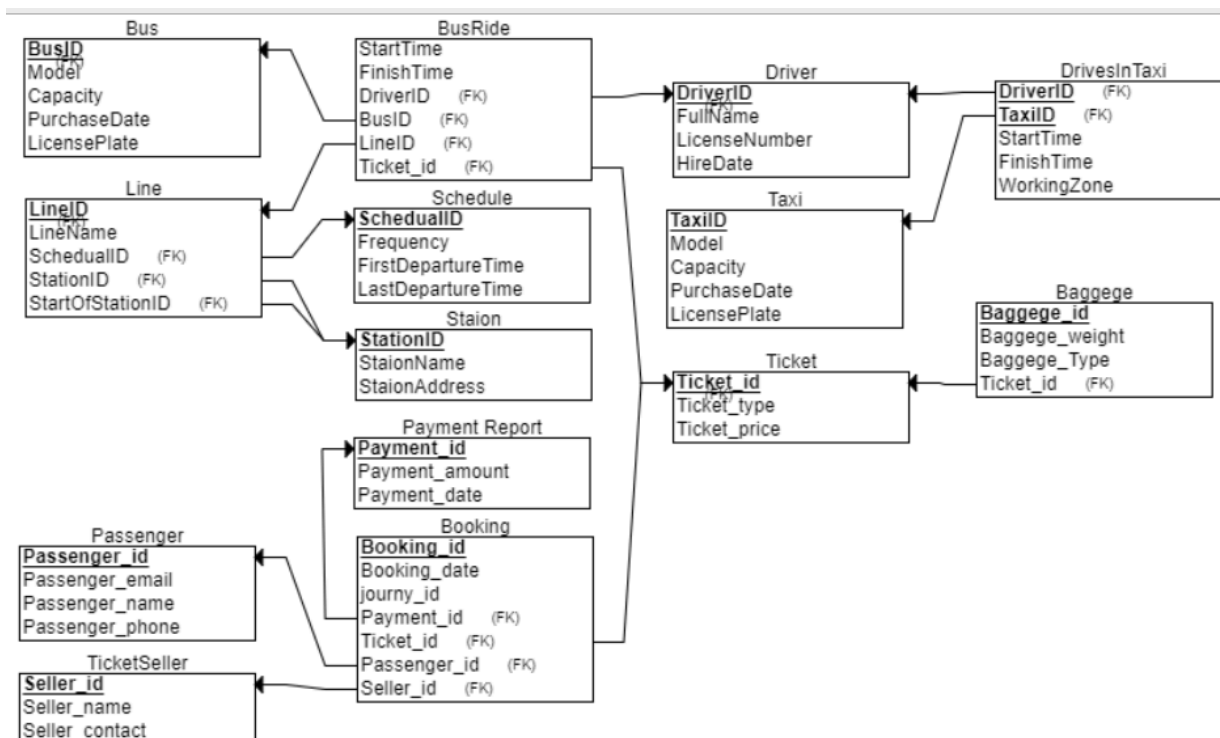 Bus
BusID
(FK)
Model
Capacity
PurchaseDate
LicensePlate
BusRide
StartTime
FinishTime
DriverID (FK)
BusID (FK)
LineID (FK)
Ticket_id (FK)
Driver
DriverID
(FK)
FullName
LicenseNumber
HireDate
DrivesInTaxi
DriverID (FK)
TaxiID (FK)
StartTime
FinishTime
WorkingZone
Line
LineID
(FK)
LineName
SchedualID (FK)
StationID (FK)
StartOfStationID (FK)
Schedule
SchedualID
Frequency
FirstDepartureTime
LastDepartureTime
Taxi
TaxiID
Model
Capacity
PurchaseDate
LicensePlate
Staion
StationID
StaionName
StaionAddress
Baggege
Baggege_id
Baggege_weight
Baggege_Type
Ticket_id (FK)
Ticket
Ticket_id
(FK)
Ticket_type
Ticket_price
Payment Report
Payment_id
Payment_amount
Payment_date
Passenger
Passenger_id
Passenger_email
Passenger_name
Passenger_phone
Booking
Booking_id
Booking_date
journy_id
Payment_id (FK)
Ticket_id (FK)
Passenger_id (FK)
Seller_id (FK)
TicketSeller
Seller_id
Seller_name
Seller_contact